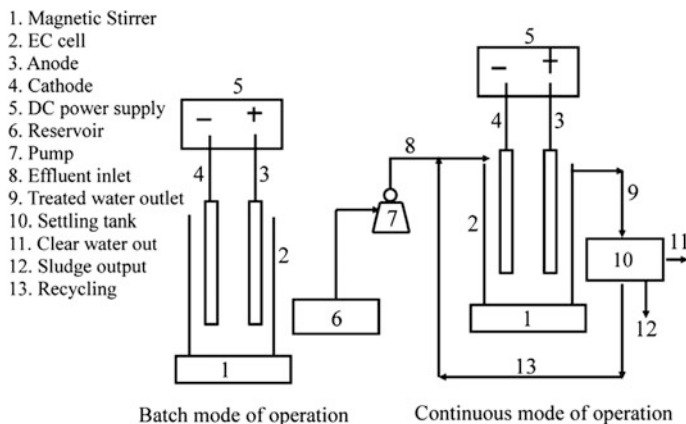 1. Magnetic Stirrer
2. EC cell
3. Anode
4. Cathode
5. DC power supply
6. Reservoir
7. Pump
8. Effluent inlet
9. Treated water outlet
10. Settling tank
11. Clear water out
12. Sludge output
13. Recycling
5
− +
4 3
2
1
Batch mode of operation
5
− +
4 3
8
7
2
9
6
10
11
12
1
13
Continuous mode of operation